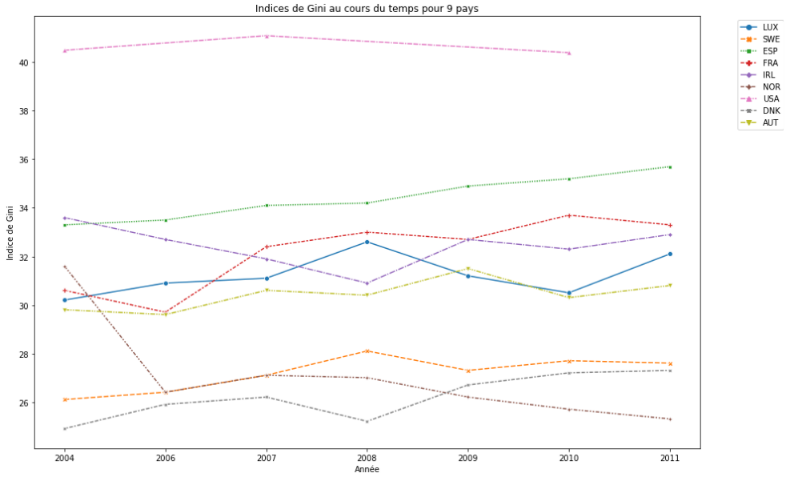 Indices de Gini au cours du temps pour 9 pays
LUX
SWE
ESP
FRA
IRL
NOR
USA
DNK
AUT
Indice de Gini
40
38
36
34
32
30
28
26
2004
2006
2007
2008
2009
2010
2011
Année